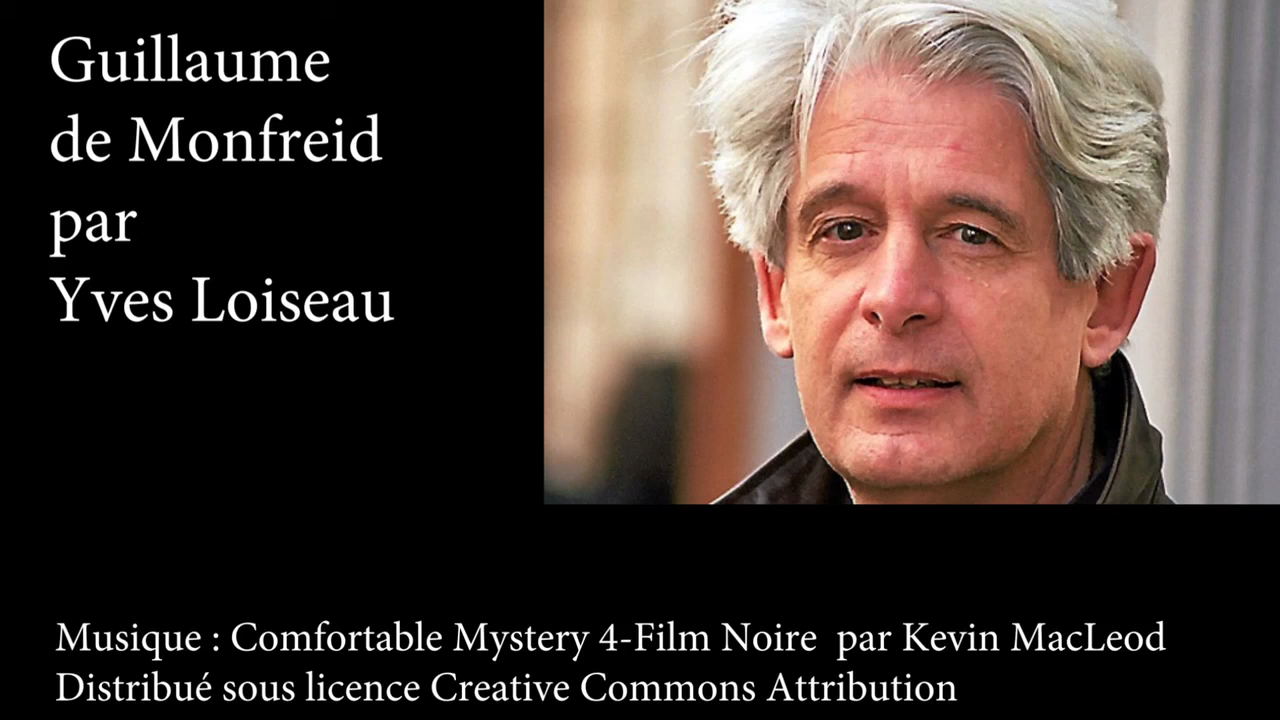 Guillaume
de Monfreid
par
Yves Loiseau
Musique : Comfortable Mystery 4-Film Noire par Kevin MacLeod
Distribué sous licence Creative Commons Attribution